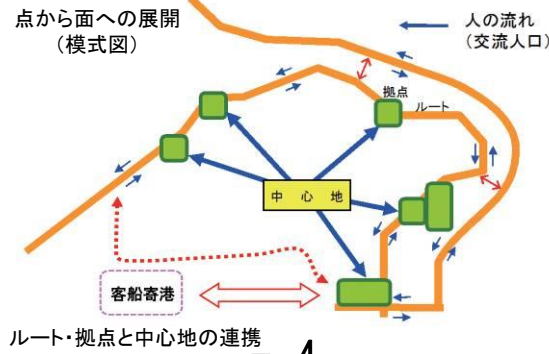 点から面への展開
(模式図)
人の流れ
(交流人口)
拠点
ルート
中 心 地
客船寄港
ルート・拠点と中心地の連携
4